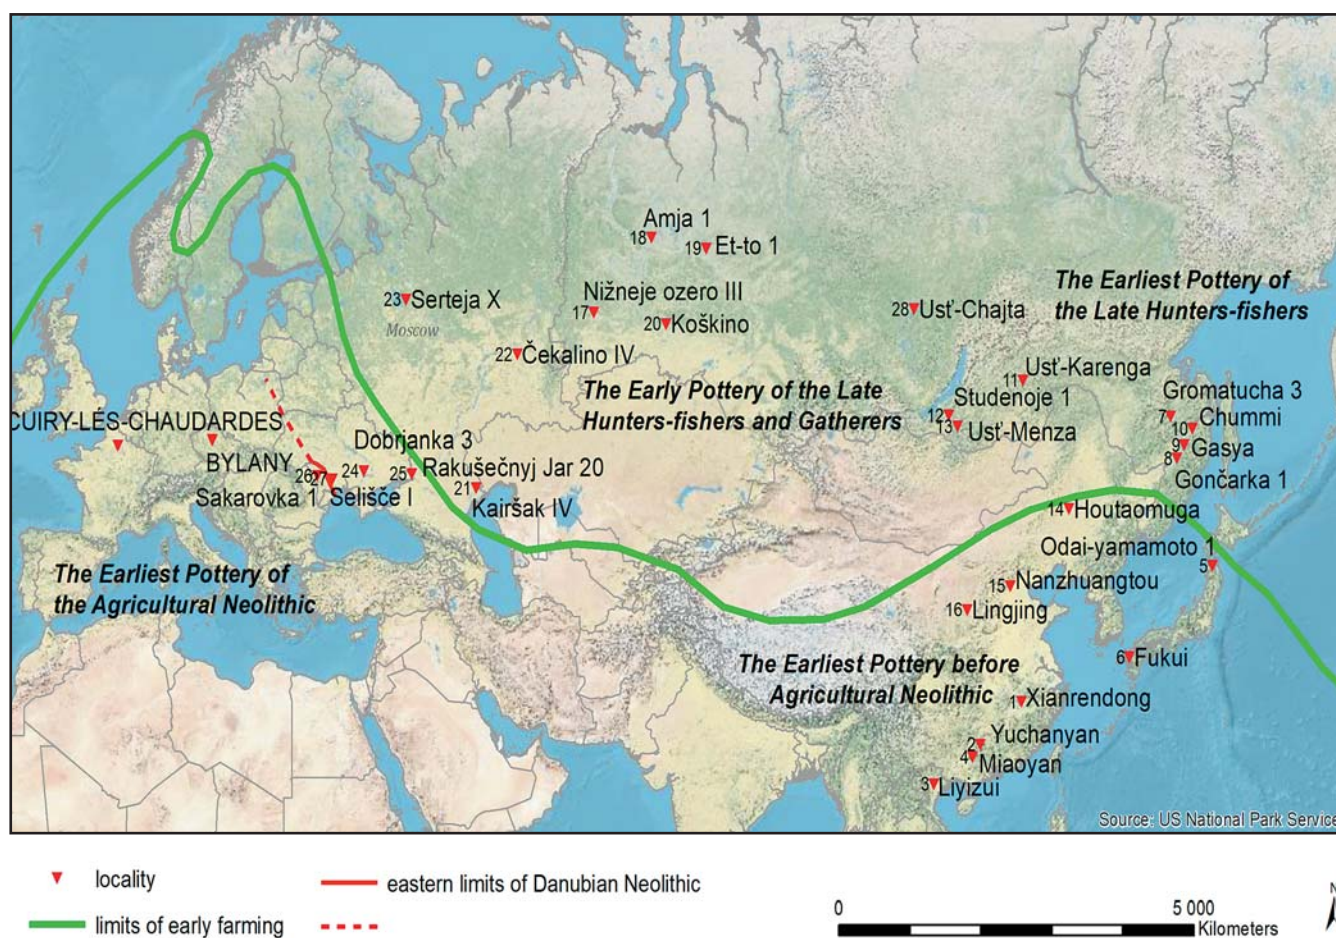 Amja 1
18
19 Et-to 1
The Earliest Pottery of
the Late Hunters-fishers
23 Serteja X
Moscow
Nižneje ozero III
17
20 Koškino
28 Usť-Chajta
22 Čekalino IV
The Early Pottery of the Late
Hunters-fishers and Gatherers
11 Usť-Karenga
Studenoje 1
12
13 Usť-Menza
Gromatucha 3
7
10 Chummi
9 Gasya
8
Gončarka 1
CUIRY-LÉS-CHAUDARDES
BYLANY
Dobrjanka 3
24
25 Rakušečnyj Jar 20
26
27
Sakarovka 1
Selišče I
21
Kairšak IV
14 Houtaomuga
Odai-yamamoto 1
5
15 Nanzhuangtou
16 Lingjing
The Earliest Pottery of
the Agricultural Neolithic
6 Fukui
The Earliest Pottery before
Agricultural Neolithic
1 Xianrendong
2 Yuchanyan
4 Miaoyan
3 Liyizui
Source: US National Park Service
locality
eastern limits of Danubian Neolithic
limits of early farming
0
5 000
Kilometers
N